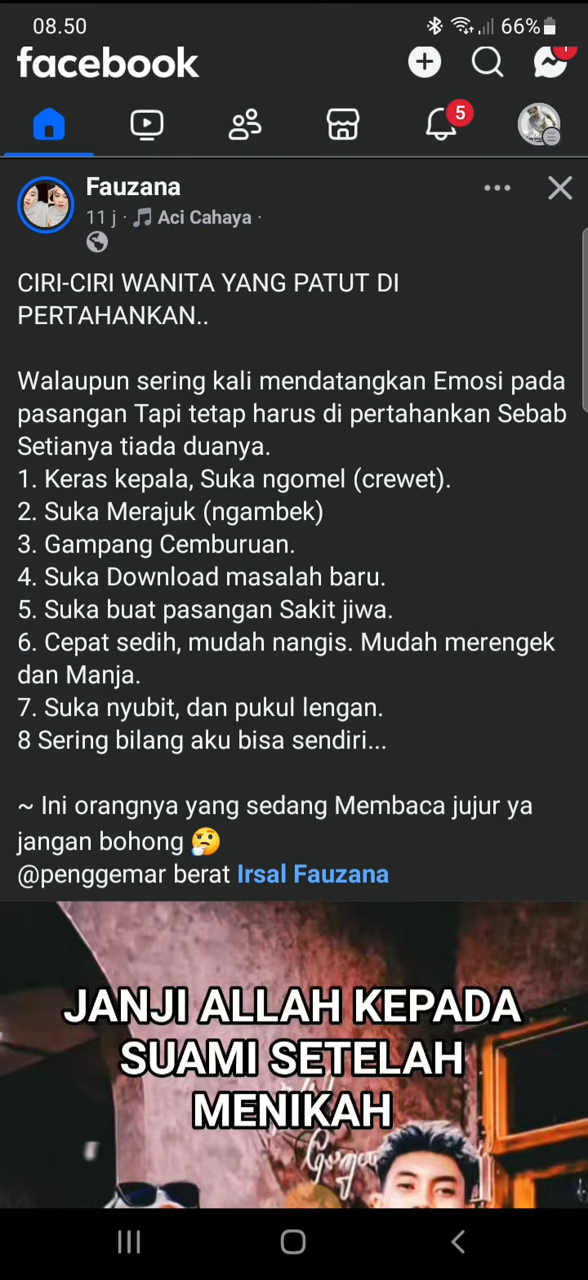 08.50
66%
facebook
5
Fauzana
11 j · Aci Cahaya ·
CIRI-CIRI WANITA YANG PATUT DI
PERTAHANKAN..
Walaupun sering kali mendatangkan Emosi pada
pasangan Tapi tetap harus di pertahankan Sebab
Setianya tiada duanya.
1. Keras kepala, Suka ngomel (crewet).
2. Suka Merajuk (ngambek)
3. Gampang Cemburuan.
4. Suka Download masalah baru.
5. Suka buat pasangan Sakit jiwa.
6. Cepat sedih, mudah nangis. Mudah merengek
dan Manja.
7. Suka nyubit, dan pukul lengan.
8 Sering bilang aku bisa sendiri...
~ Ini orangnya yang sedang Membaca jujur ya
jangan bohong 🤔
@penggemar berat Irsal Fauzana
JANJI ALLAH KEPADA
SUAMI SETELAH
MENIKAH